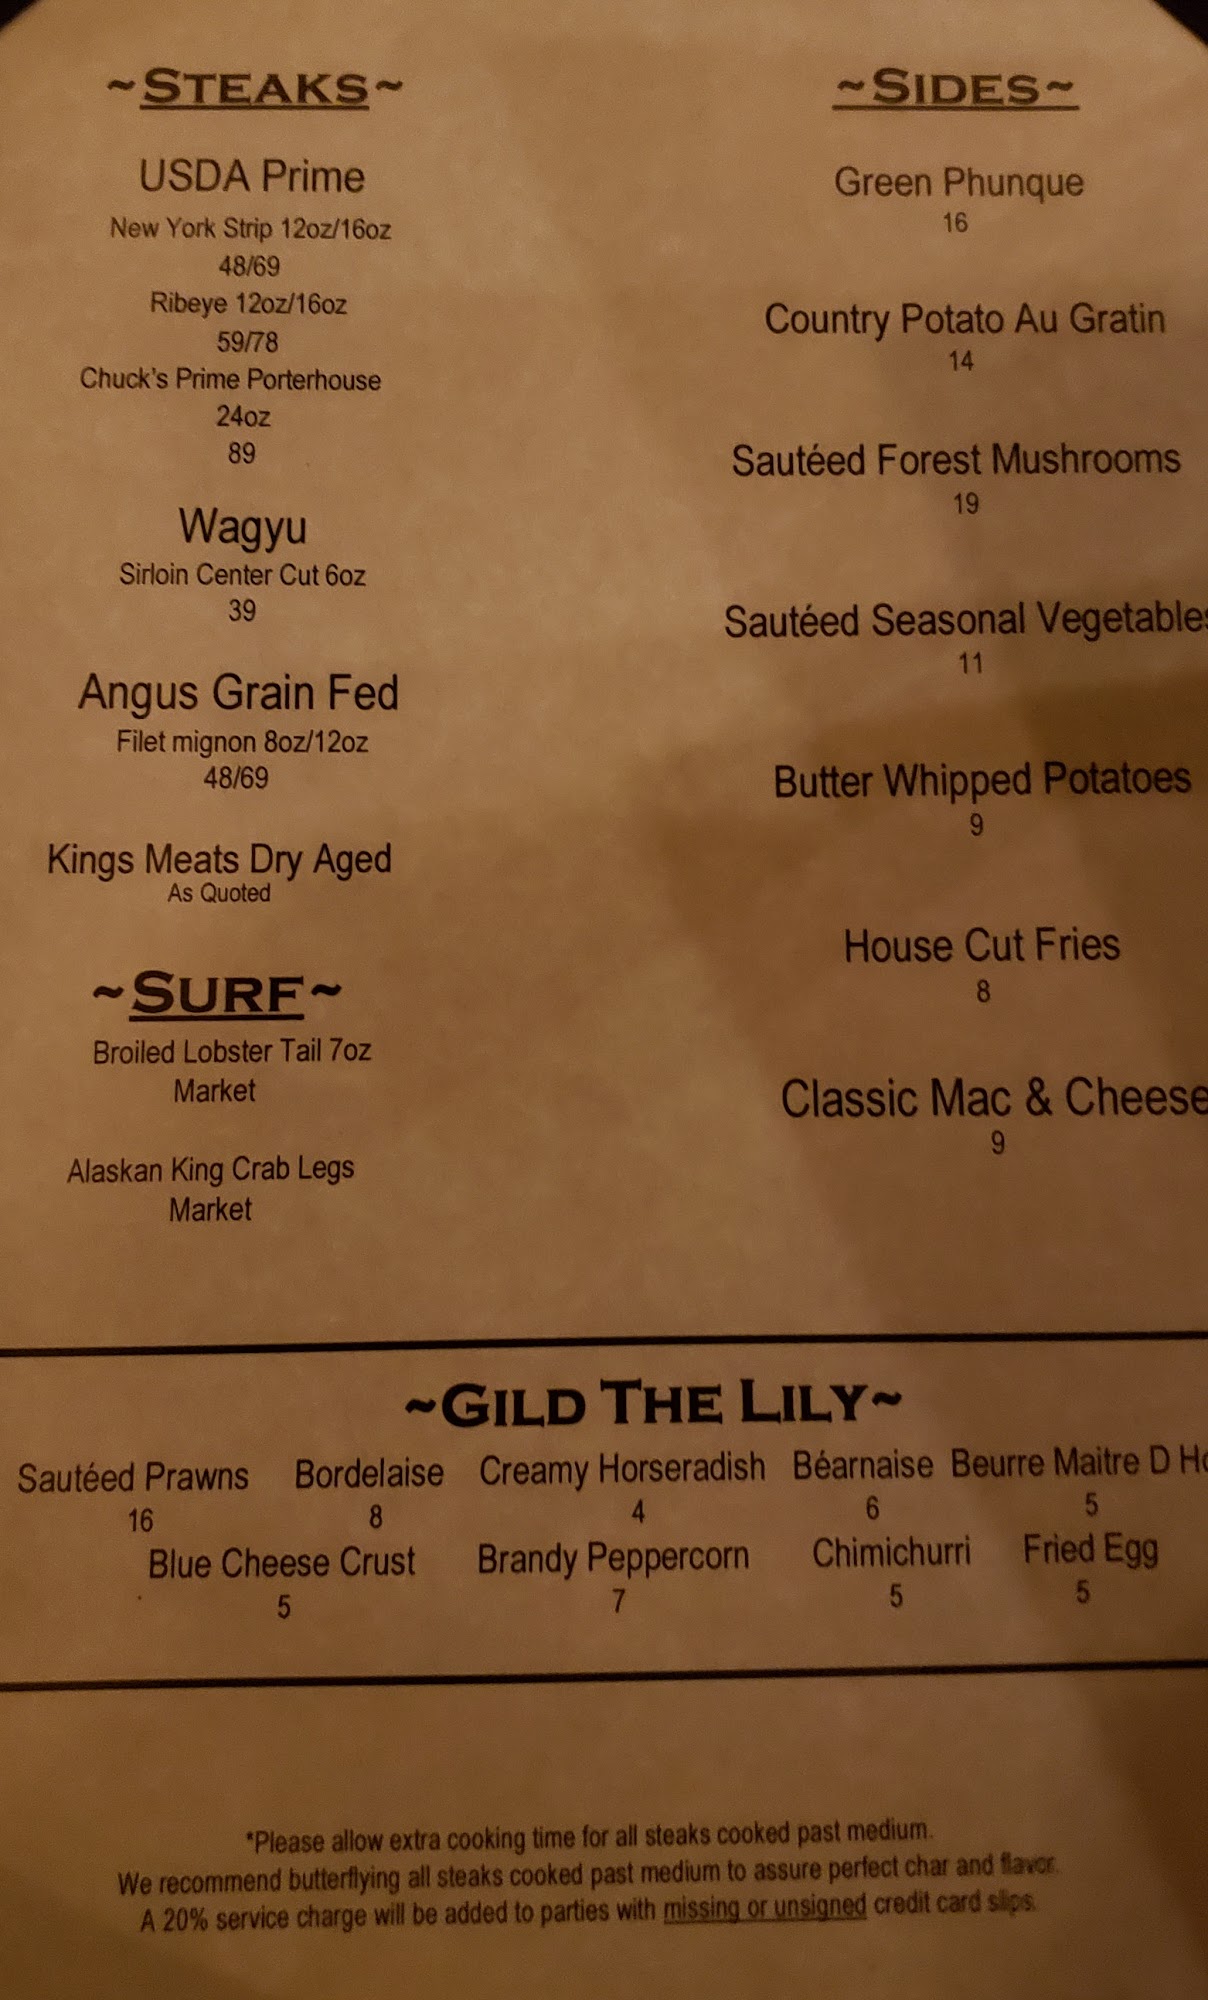 ~STEAKS~
USDA Prime
New York Strip 12oz/16oz
48/69
Ribeye 12oz/16oz
59/78
Chuck's Prime Porterhouse
24oz
89
Wagyu
Sirloin Center Cut 6oz
39
Angus Grain Fed
Filet mignon 8oz/12oz
48/69
Kings Meats Dry Aged
As Quoted
~SURF~
Broiled Lobster Tail 7oz
Market
Alaskan King Crab Legs
Market
~SIDES~
Green Phunque
16
Country Potato Au Gratin
14
Sautéed Forest Mushrooms
19
Sautéed Seasonal Vegetables
11
Butter Whipped Potatoes
9
House Cut Fries
8
Classic Mac & Cheese
9
~GILD THE LILY~
Sautéed Prawns Bordelaise Creamy Horseradish Béarnaise Beurre Maitre D
16 8 4 6 5
Blue Cheese Crust Brandy Peppercorn Chimichurri Fried Egg
5 7 5 5
*Please allow extra cooking time for all steaks cooked past medium.
We recommend butterflying all steaks cooked past medium to assure perfect char and flavor.
A 20% service charge will be added to parties with missing or unsigned credit card slips.